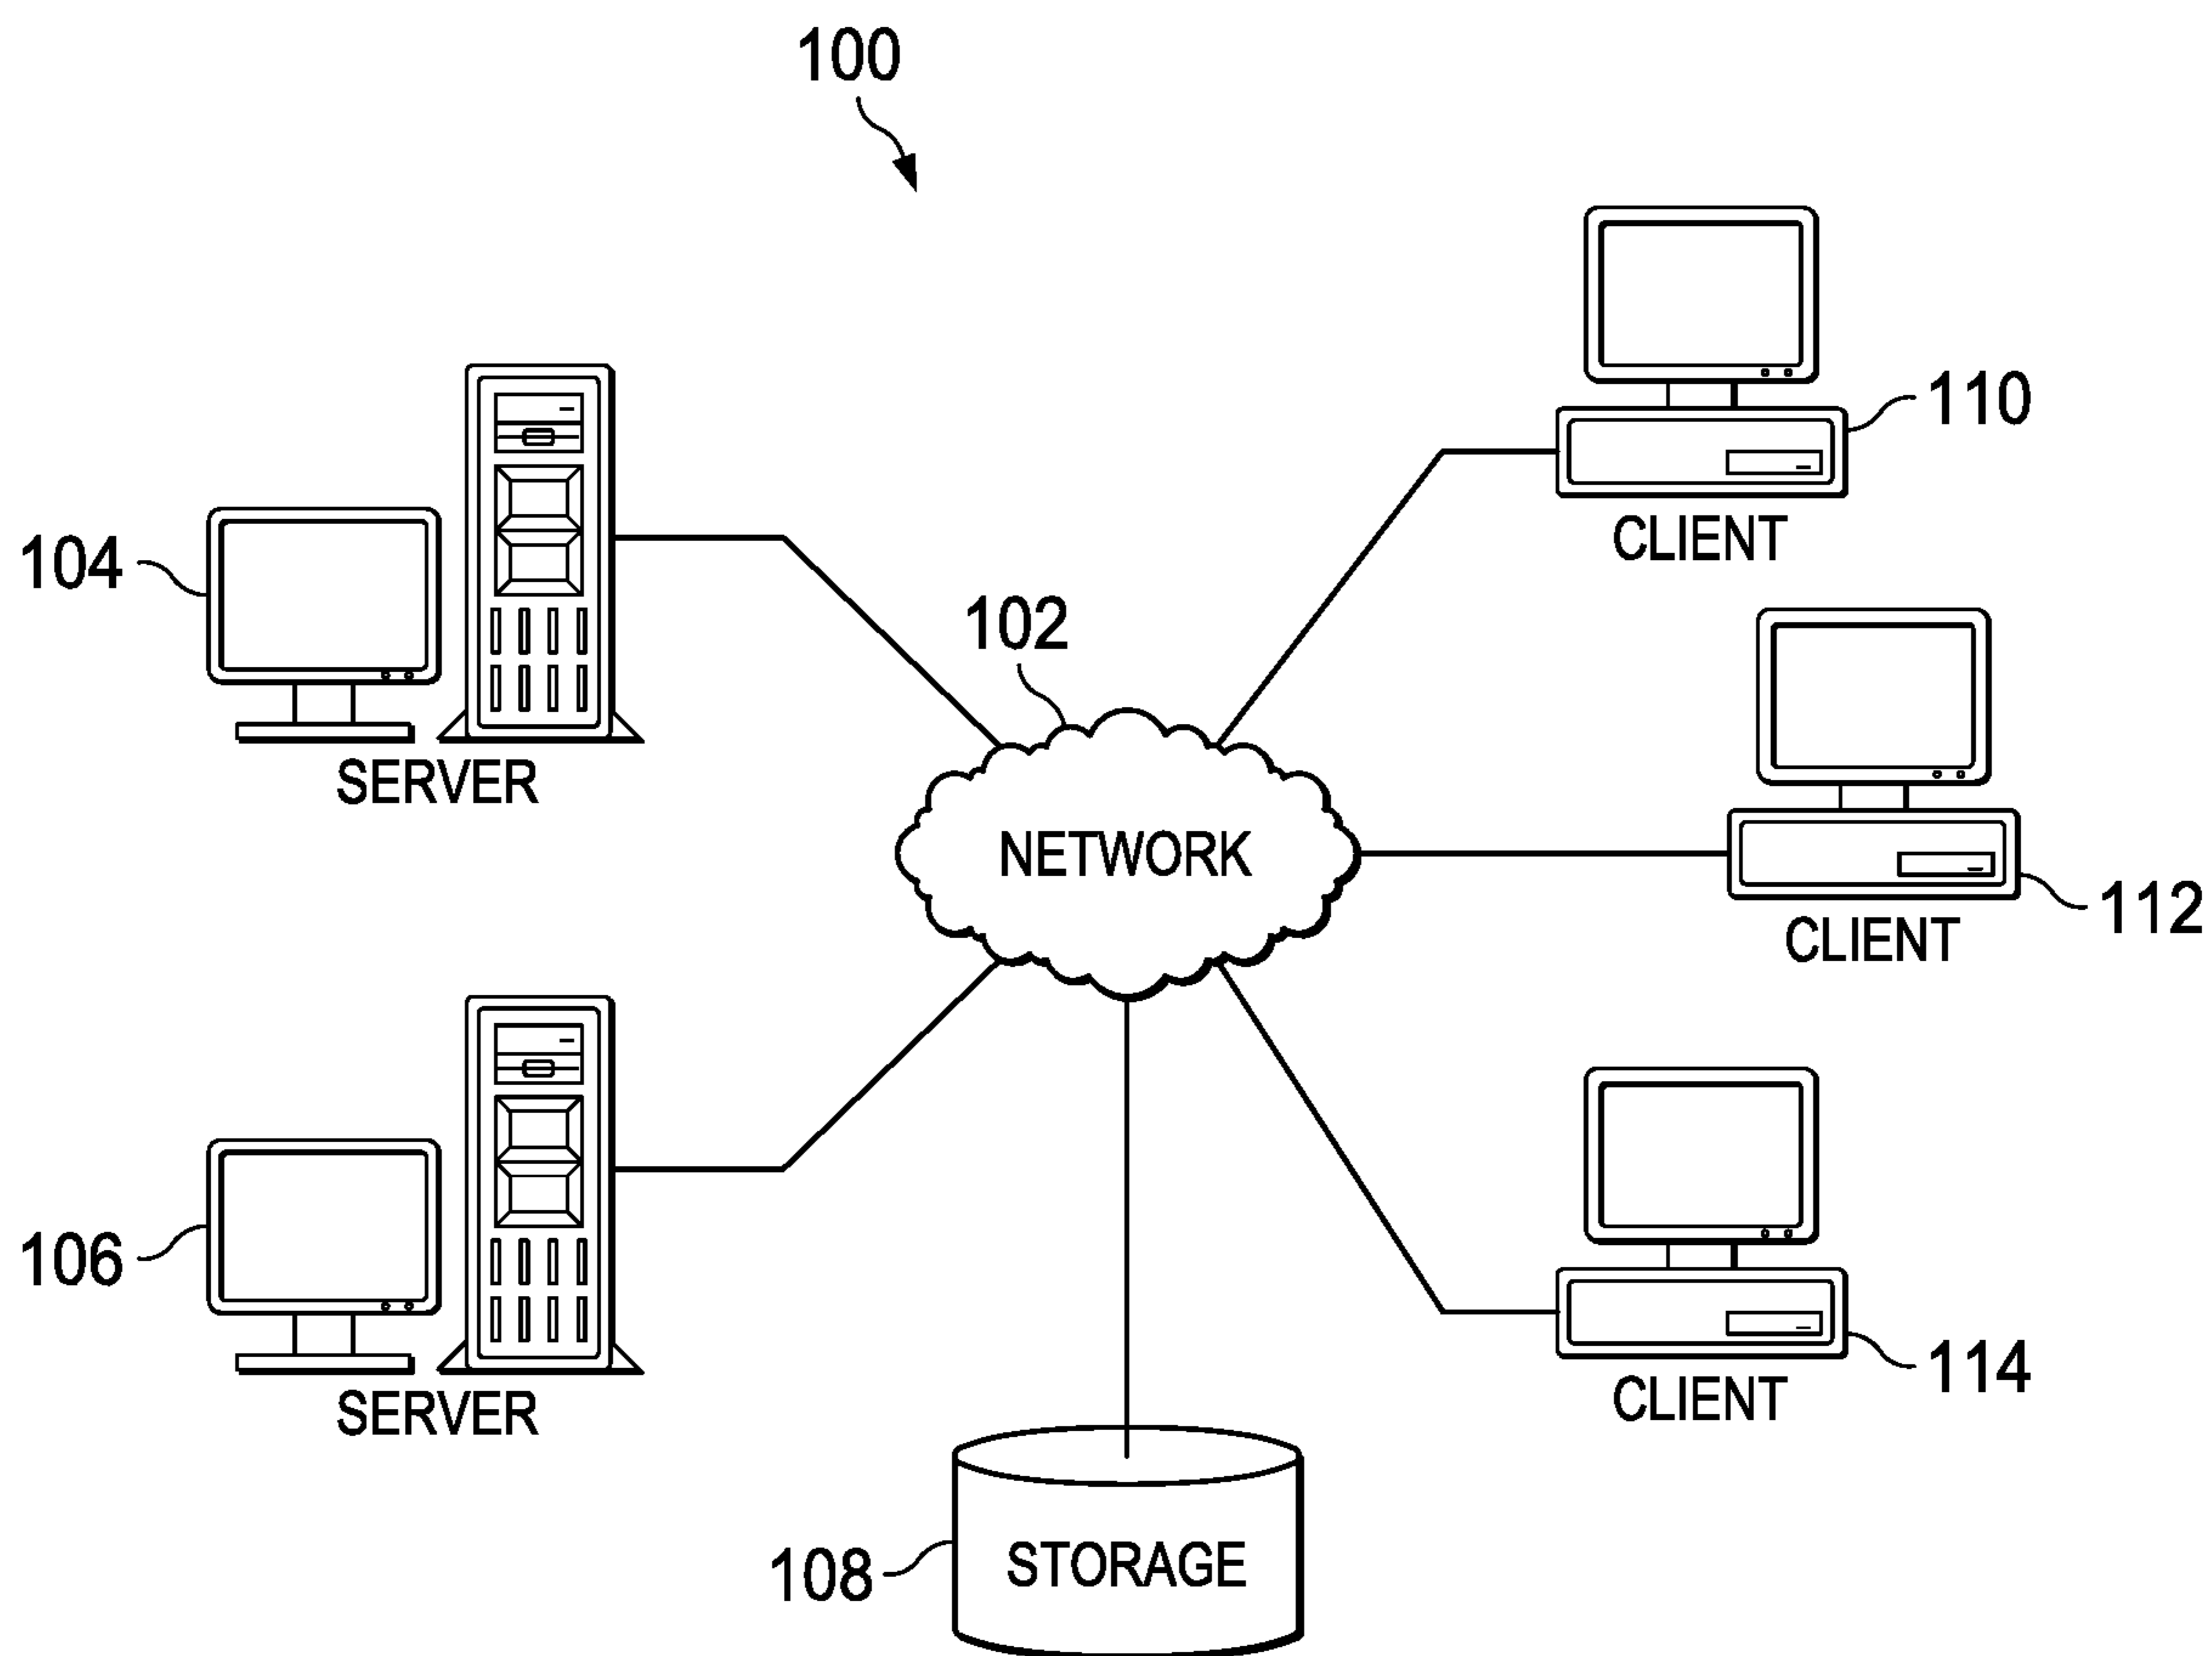 100
110
CLIENT
104
SERVER
102
NETWORK
112
CLIENT
106
SERVER
114
CLIENT
108
STORAGE